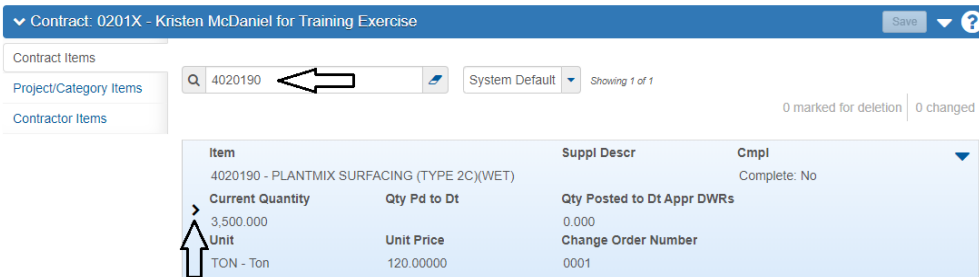 Contract: 0201X - Kristen McDaniel for Training Exercise
Save
?
Contract Items
Project/Category Items
Contractor Items
4020190
System Default
Showing 1 of 1
0 marked for deletion
0 changed
Item Suppl Descr Cmpl
4020190 - PLANTMIX SURFACING (TYPE 2C)(WET) Complete: No
Current Quantity Qty Pd to Dt Qty Posted to Dt Appr DWRs
3,500.000 0.000
Unit Unit Price Change Order Number
TON - Ton 120.00000 0001